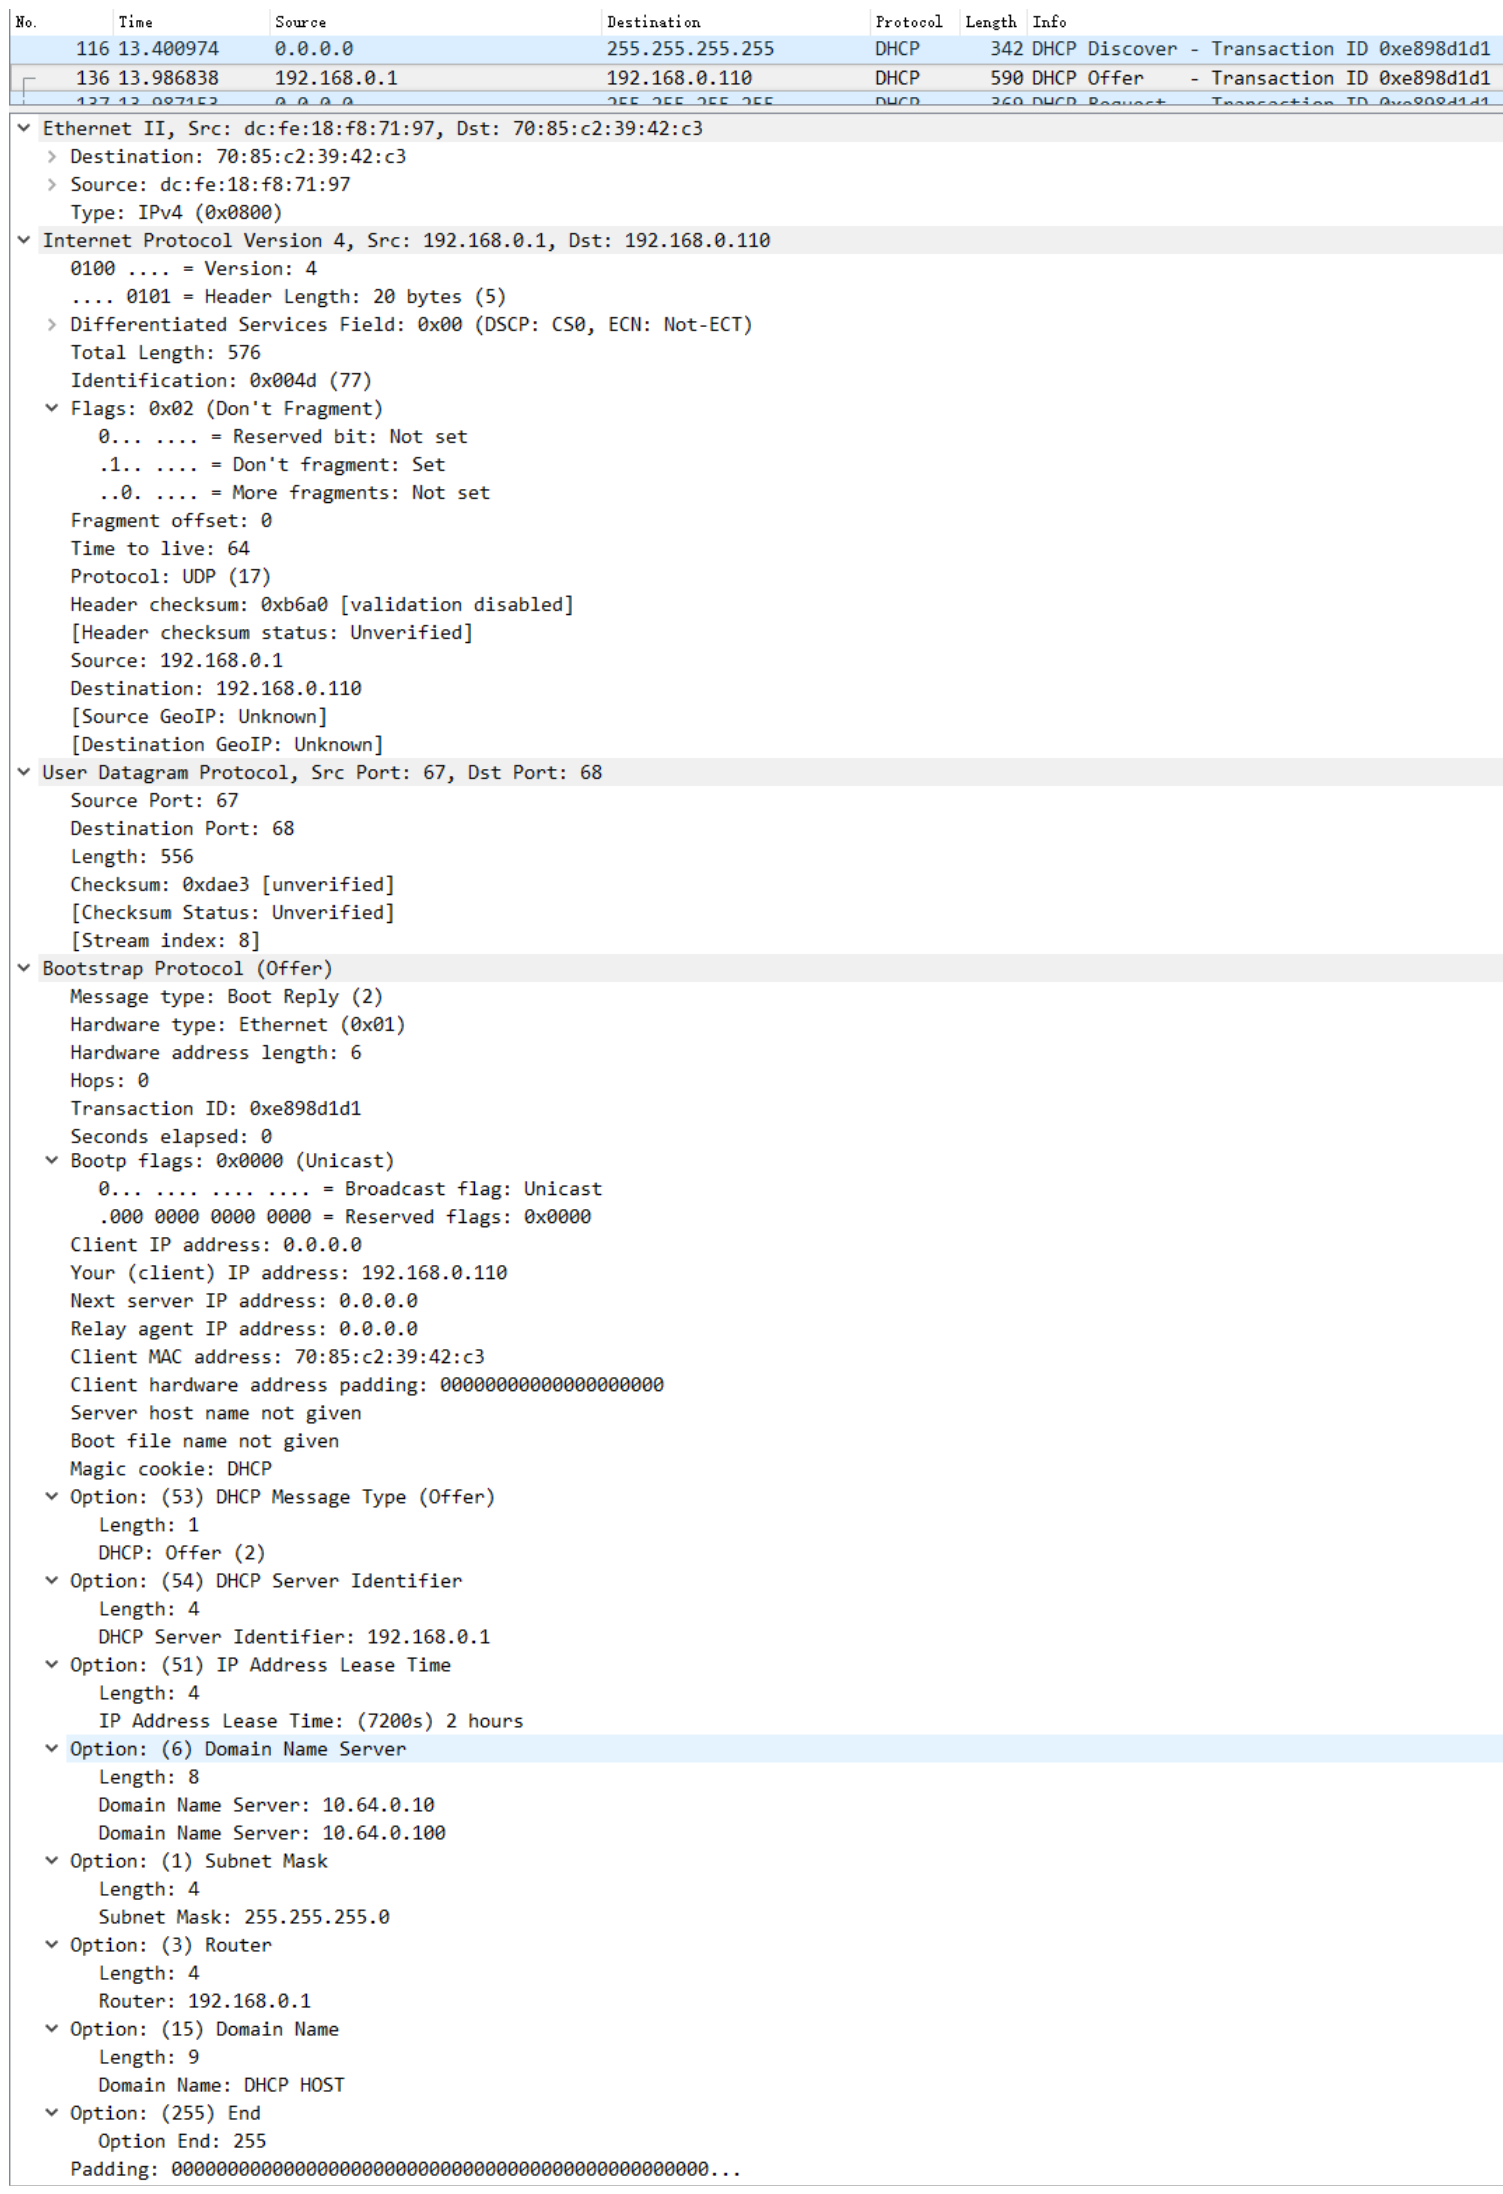 No. Time Source Destination Protocol Length Info
116 13.400974 0.0.0.0 255.255.255.255 DHCP 342 DHCP Discover - Transaction ID 0xe898d1d1
136 13.986838 192.168.0.1 192.168.0.110 DHCP 590 DHCP Offer - Transaction ID 0xe898d1d1
137 13.987153 0.0.0.0 255.255.255.255 DHCP 369 DHCP Request Transaction ID 0xe898d1d1
Ethernet II, Src: dc:fe:18:f8:71:97, Dst: 70:85:c2:39:42:c3
Destination: 70:85:c2:39:42:c3
Source: dc:fe:18:f8:71:97
Type: IPv4 (0x0800)
Internet Protocol Version 4, Src: 192.168.0.1, Dst: 192.168.0.110
0100 .... = Version: 4
.... 0101 = Header Length: 20 bytes (5)
Differentiated Services Field: 0x00 (DSCP: CS0, ECN: Not-ECT)
Total Length: 576
Identification: 0x004d (77)
Flags: 0x02 (Don't Fragment)
0... .... = Reserved bit: Not set
.1.. .... = Don't fragment: Set
..0. .... = More fragments: Not set
Fragment offset: 0
Time to live: 64
Protocol: UDP (17)
Header checksum: 0xb6a0 [validation disabled]
[Header checksum status: Unverified]
Source: 192.168.0.1
Destination: 192.168.0.110
[Source GeoIP: Unknown]
[Destination GeoIP: Unknown]
User Datagram Protocol, Src Port: 67, Dst Port: 68
Source Port: 67
Destination Port: 68
Length: 556
Checksum: 0xdae3 [unverified]
[Checksum Status: Unverified]
[Stream index: 8]
Bootstrap Protocol (Offer)
Message type: Boot Reply (2)
Hardware type: Ethernet (0x01)
Hardware address length: 6
Hops: 0
Transaction ID: 0xe898d1d1
Seconds elapsed: 0
Bootp flags: 0x0000 (Unicast)
0... .... .... .... = Broadcast flag: Unicast
.000 0000 0000 0000 = Reserved flags: 0x0000
Client IP address: 0.0.0.0
Your (client) IP address: 192.168.0.110
Next server IP address: 0.0.0.0
Relay agent IP address: 0.0.0.0
Client MAC address: 70:85:c2:39:42:c3
Client hardware address padding: 00000000000000000000
Server host name not given
Boot file name not given
Magic cookie: DHCP
Option: (53) DHCP Message Type (Offer)
Length: 1
DHCP: Offer (2)
Option: (54) DHCP Server Identifier
Length: 4
DHCP Server Identifier: 192.168.0.1
Option: (51) IP Address Lease Time
Length: 4
IP Address Lease Time: (7200s) 2 hours
Option: (6) Domain Name Server
Length: 8
Domain Name Server: 10.64.0.10
Domain Name Server: 10.64.0.100
Option: (1) Subnet Mask
Length: 4
Subnet Mask: 255.255.255.0
Option: (3) Router
Length: 4
Router: 192.168.0.1
Option: (15) Domain Name
Length: 9
Domain Name: DHCP HOST
Option: (255) End
Option End: 255
Padding: 000000000000000000000000000000000000000000000000...